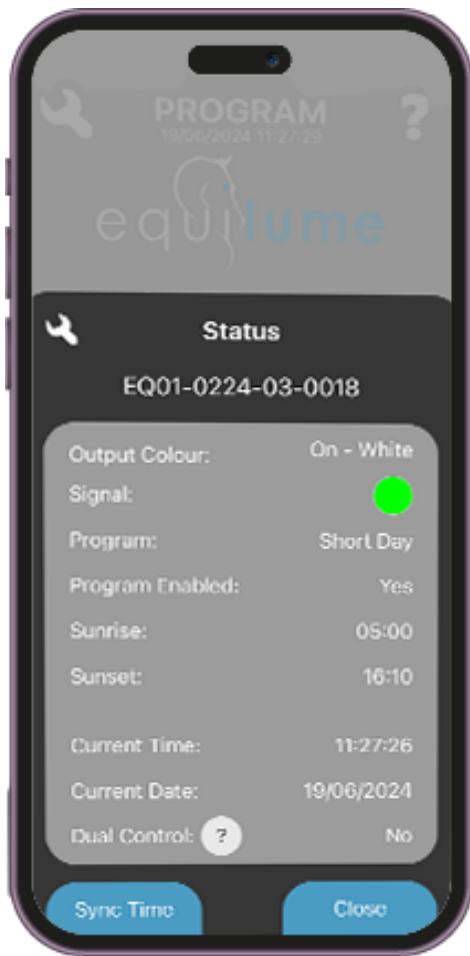 PROGRAM
19/06/2024 11:27:29
?
equilume
Status
EQ01-0224-03-0018
Output Colour: On - White
Signal:
Program: Short Day
Program Enabled: Yes
Sunrise: 05:00
Sunset: 16:10
Current Time: 11:27:26
Current Date: 19/06/2024
Dual Control: ? No
Sync Time Close